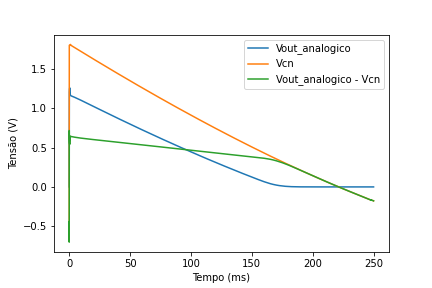 Vout_analogico
Vcn
Vout_analogico - Vcn
Tensão (V)
1.5
1.0
0.5
0.0
−0.5
0
50
100
150
200
250
Tempo (ms)